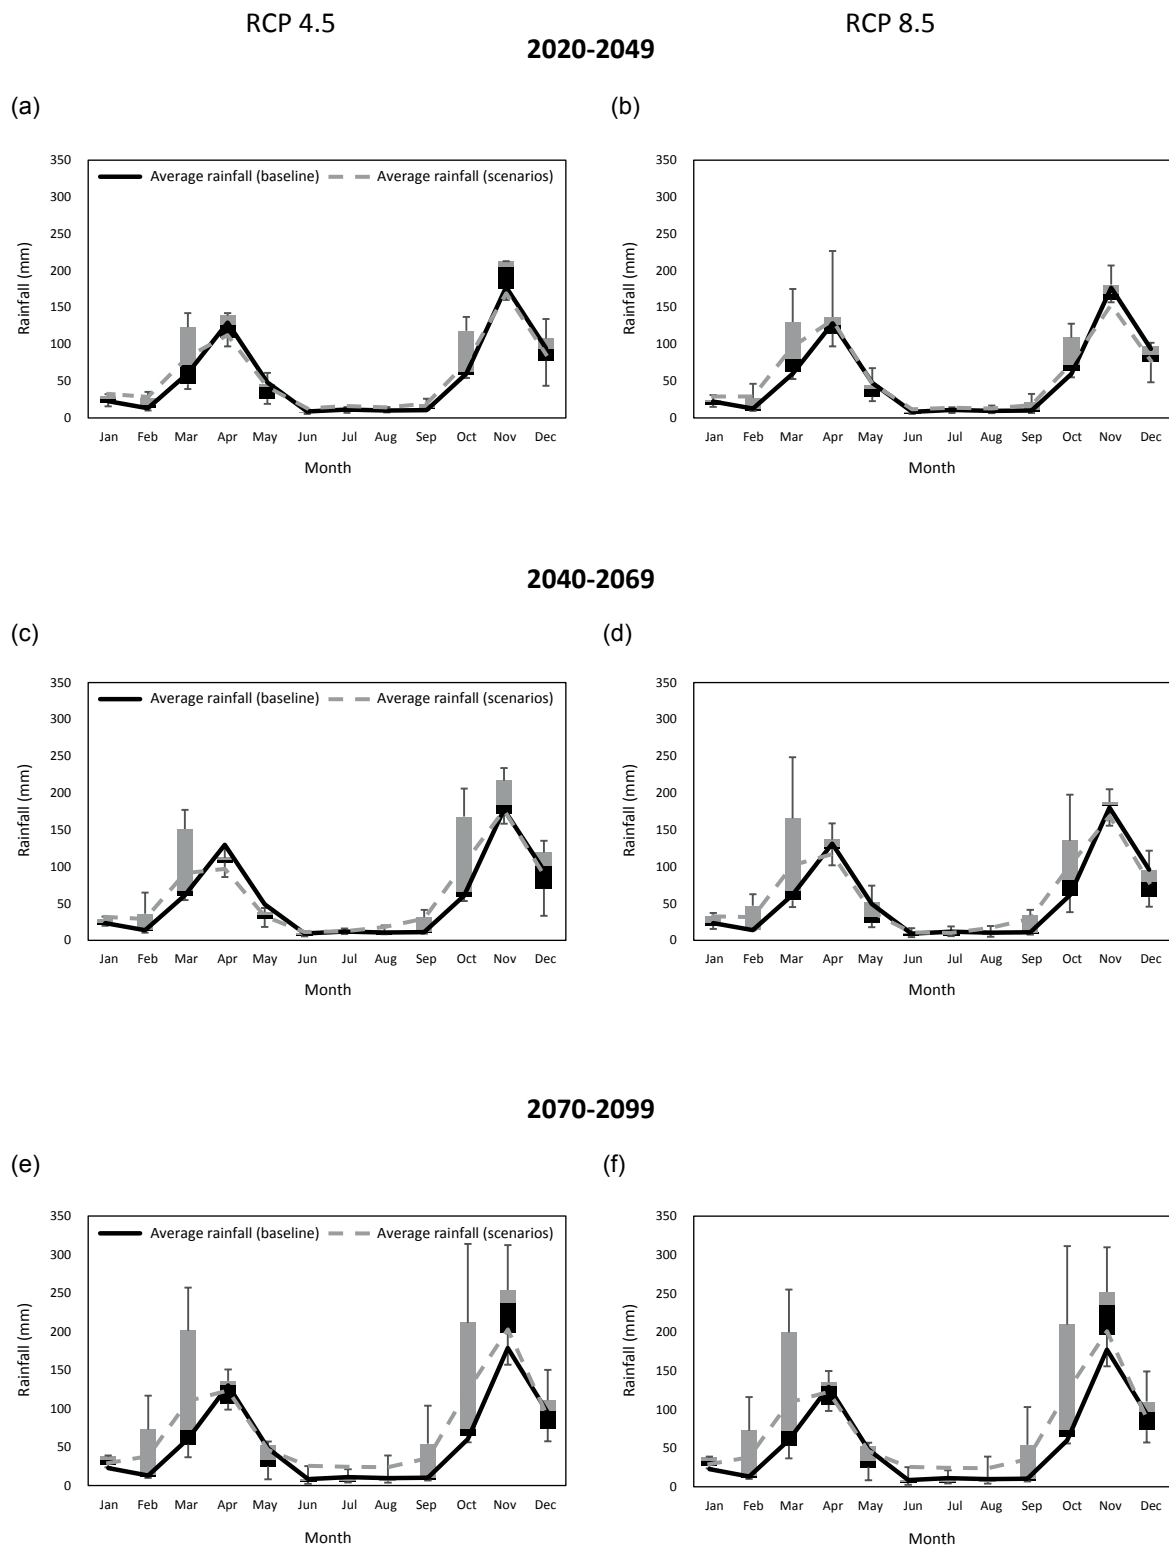 RCP 4.5 RCP 8.5
2020-2049
(a) (b)
350 350
Average rainfall (baseline) Average rainfall (scenarios)
300 300
250 250
200 200
Rainfall (mm) Rainfall (mm)
150 150
100 100
50 50
0 0
Jan Feb Mar Apr May Jun Jul Aug Sep Oct Nov Dec Jan Feb Mar Apr May Jun Jul Aug Sep Oct Nov Dec
Month Month
2040-2069
(c) (d)
350 350
Average rainfall (baseline) Average rainfall (scenarios)
300 300
250 250
200 200
Rainfall (mm) Rainfall (mm)
150 150
100 100
50 50
0 0
Jan Feb Mar Apr May Jun Jul Aug Sep Oct Nov Dec Jan Feb Mar Apr May Jun Jul Aug Sep Oct Nov Dec
Month Month
2070-2099
(e) (f)
350 350
Average rainfall (baseline) Average rainfall (scenarios)
300 300
250 250
200 200
Rainfall (mm) Rainfall (mm)
150 150
100 100
50 50
0 0
Jan Feb Mar Apr May Jun Jul Aug Sep Oct Nov Dec Jan Feb Mar Apr May Jun Jul Aug Sep Oct Nov Dec
Month Month